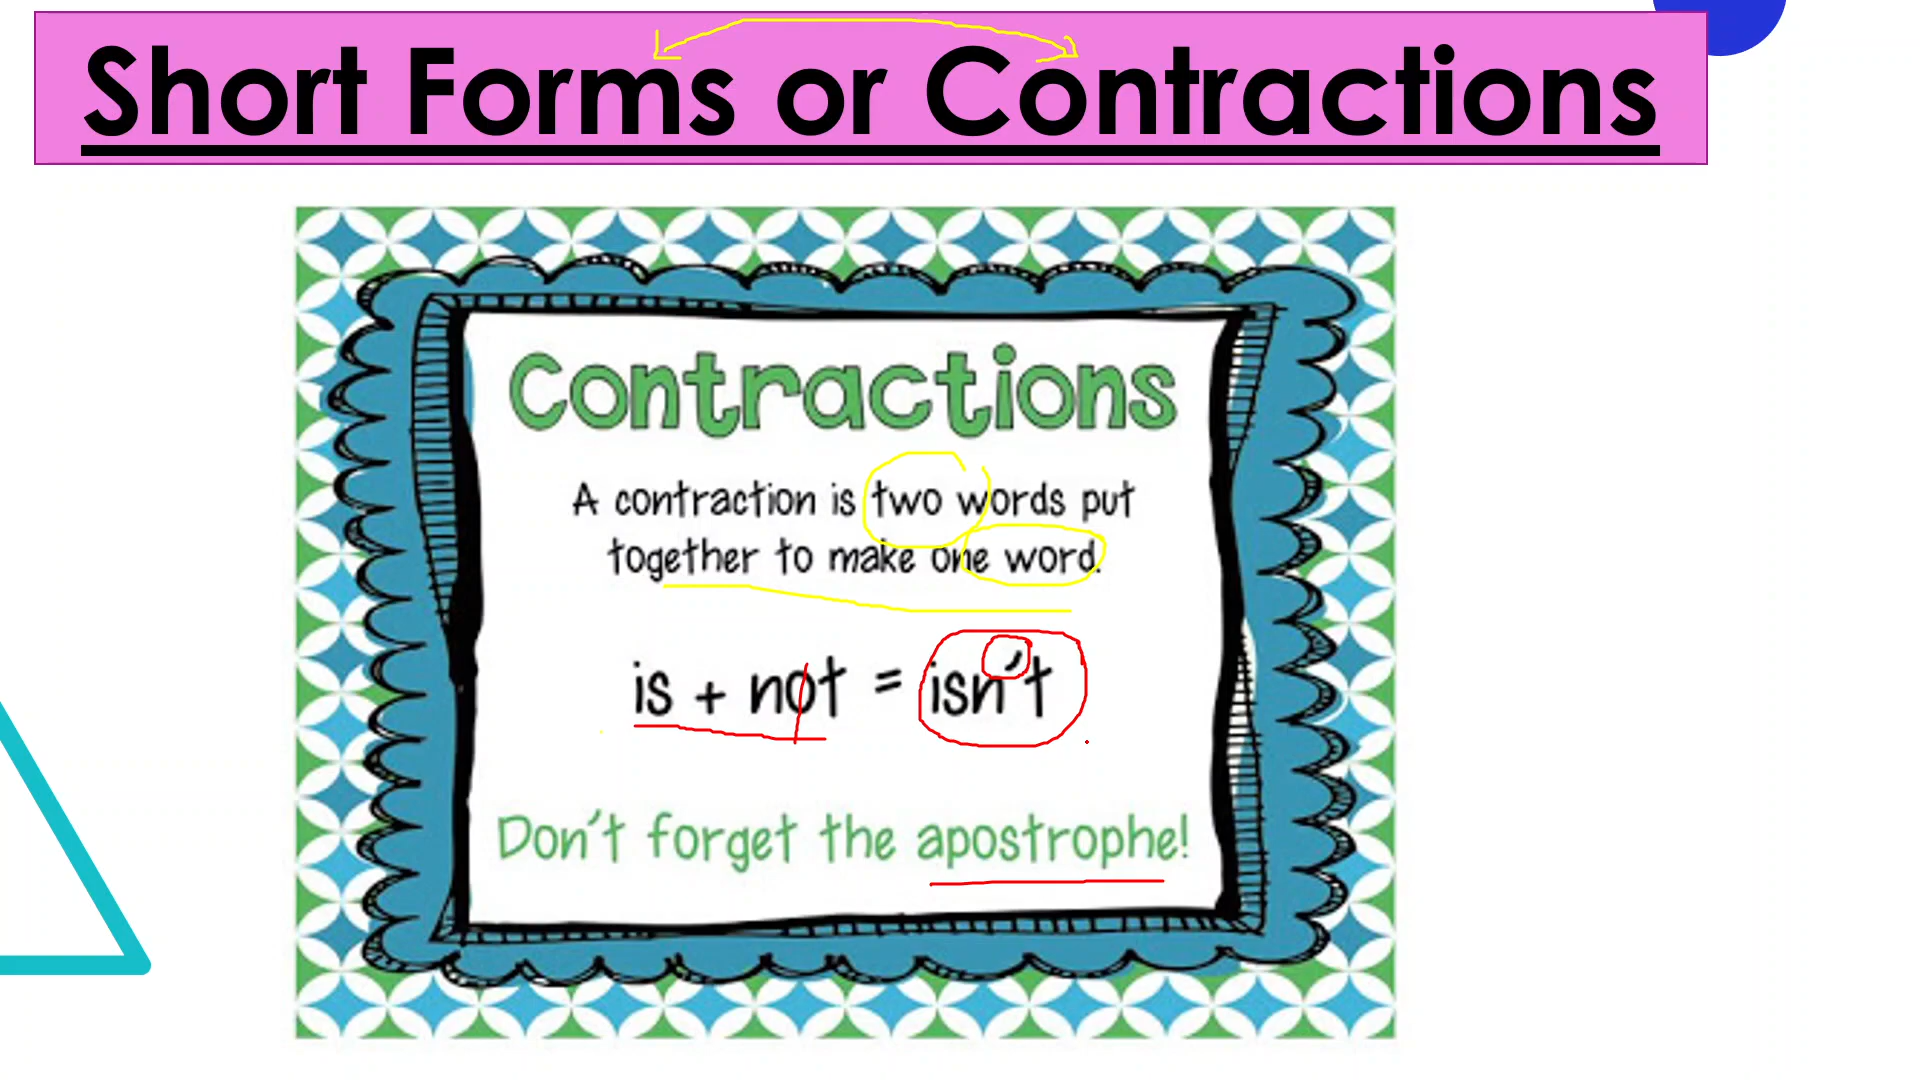 Short Forms or Contractions
Contractions
A contraction is two words put
together to make one word.
is + not = isn't
Don't forget the apostrophe!